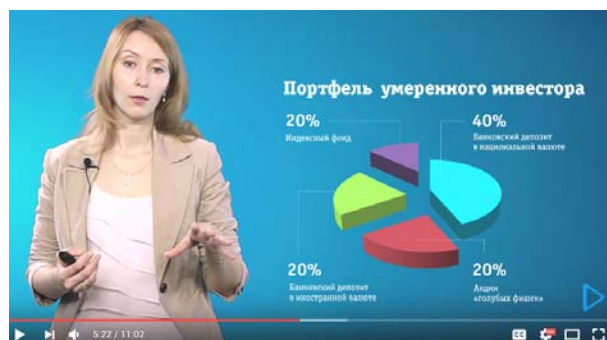 Портфель умеренного инвестора
20%
Индексный фонд
40%
Банковский депозит
в национальной валюте
20%
Банковский депозит
в иностранной валюте
20%
Акции
«голубых фишек»
5:22 / 11:02
CC